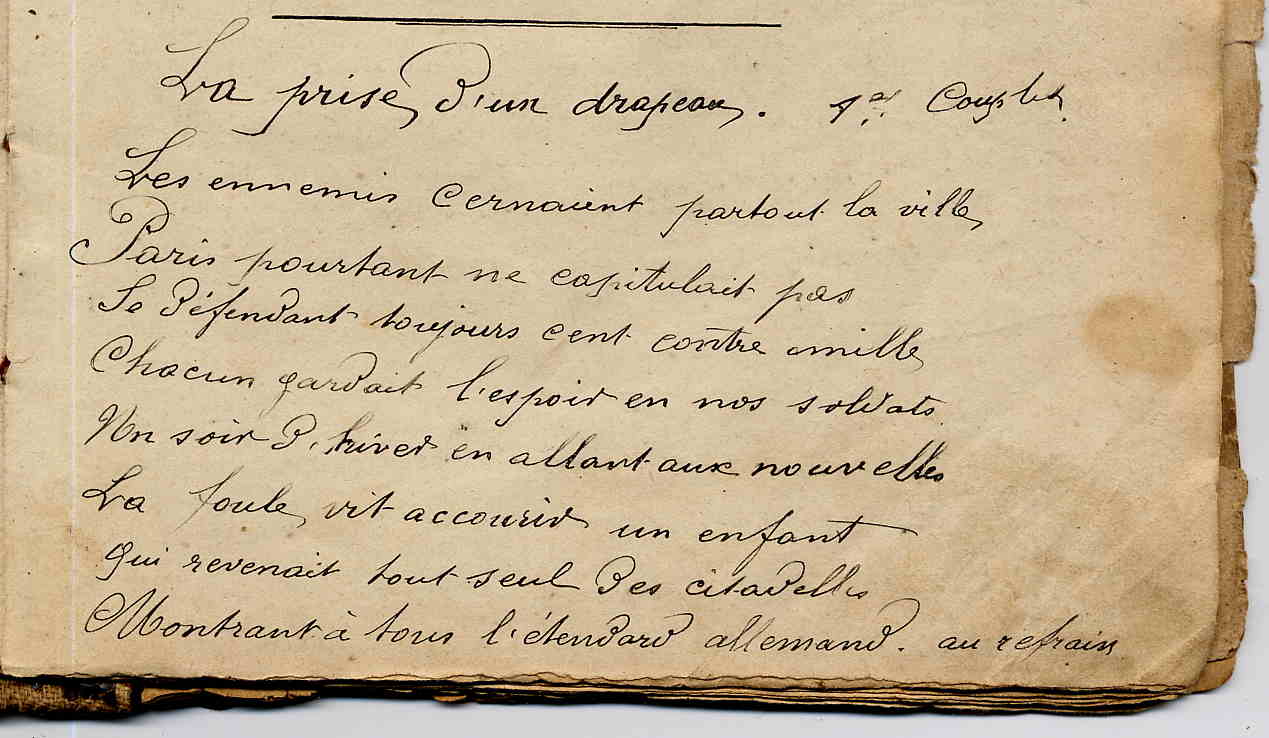 La prise d'un drapeau. 1er Couplet.
Les ennemis cernaient partout la ville
Paris pourtant ne capitulait pas
Se défendant toujours cent contre mille
Chacun gardait l'espoir en nos soldats
Un soir d'hiver en allant aux nouvelles
La foule vit accourir un enfant
Qui revenait tout seul des citadelles
Montrant à tous l'étendard allemand. au refrain